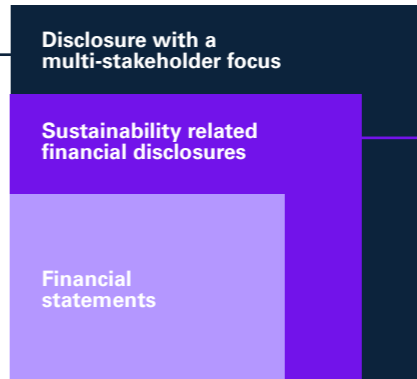 Disclosure with a
multi-stakeholder focus
Sustainability related
financial disclosures
Financial
statements